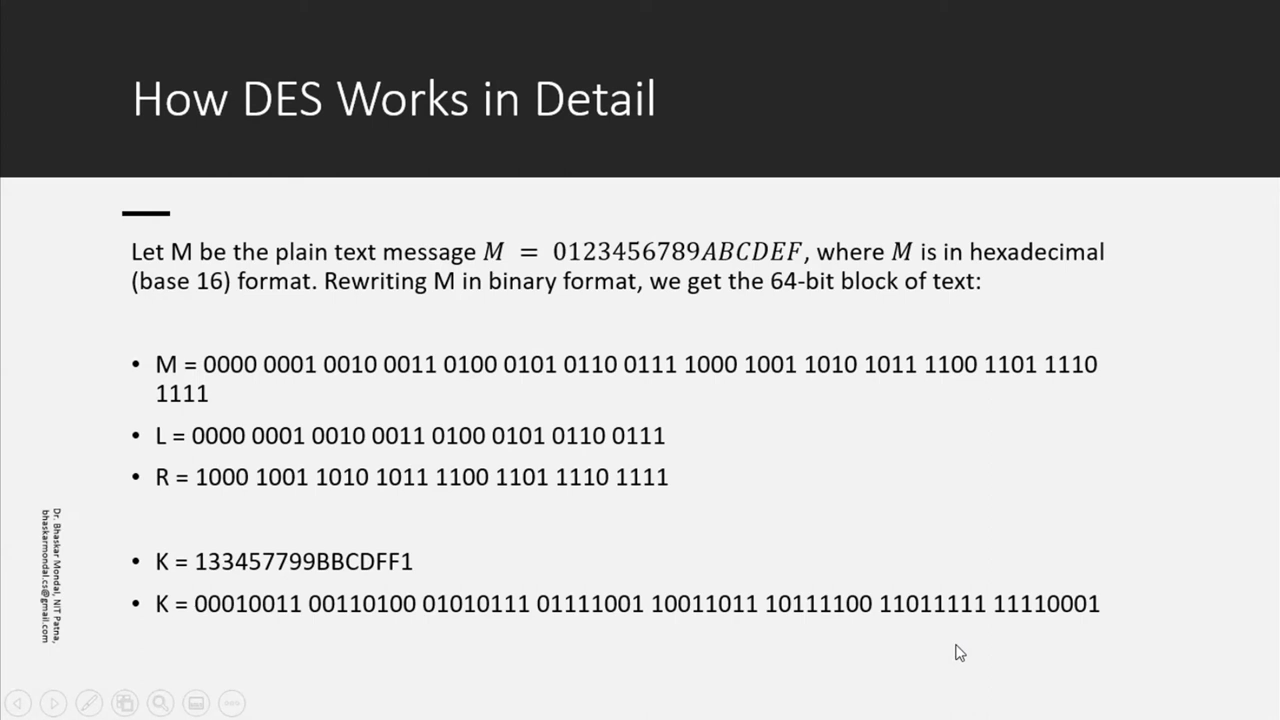 How DES Works in Detail
Let M be the plain text message M = 0123456789ABCDEF, where M is in hexadecimal
(base 16) format. Rewriting M in binary format, we get the 64-bit block of text:
• M = 0000 0001 0010 0011 0100 0101 0110 0111 1000 1001 1010 1011 1100 1101 1110
1111
• L = 0000 0001 0010 0011 0100 0101 0110 0111
• R = 1000 1001 1010 1011 1100 1101 1110 1111
• K = 133457799BBCDFF1
• K = 00010011 00110100 01010111 01111001 10011011 10111100 11011111 11110001
Dr. Bhaskar Mondal, NIT Patna,
bhaskarmondal.cs@gmail.com